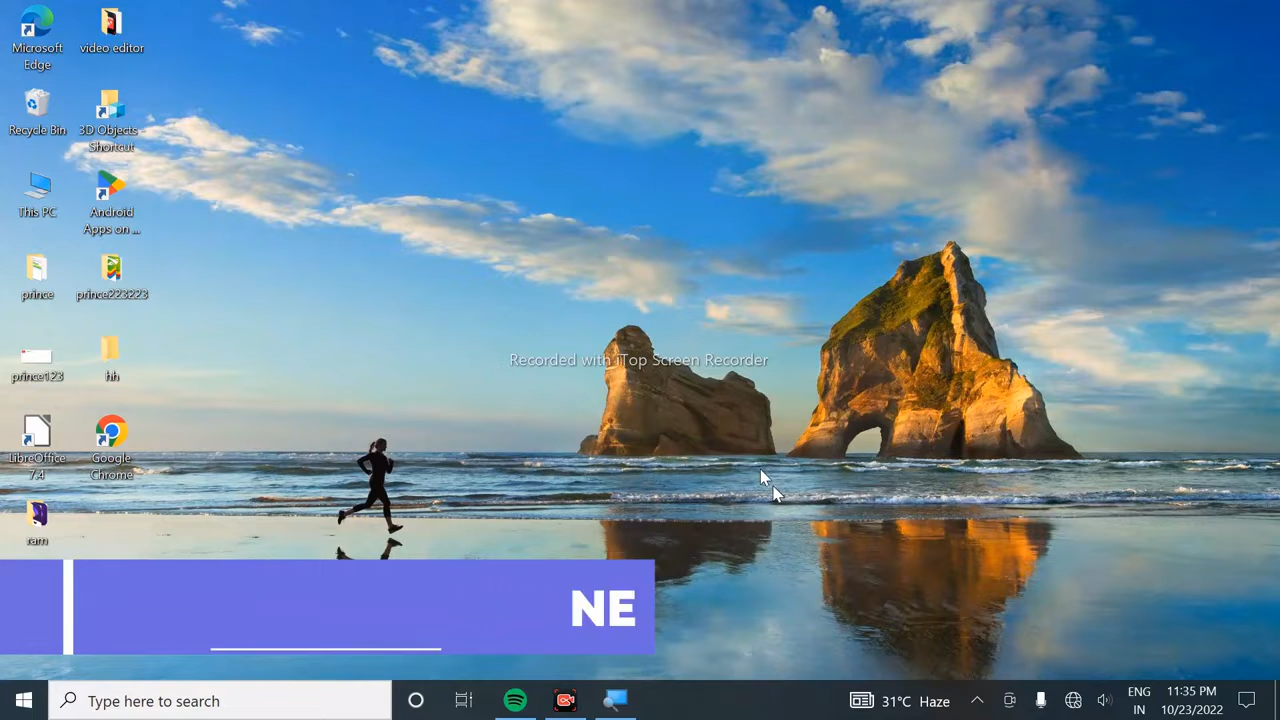 Microsoft
Edge
video editor
Recycle Bin
3D Objects -
Shortcut
This PC
Android
Apps on ...
prince
prince223223
prince123
hh
LibreOffice
7.4
Google
Chrome
ram
Recorded with iTop Screen Recorder
NE
Type here to search
31°C Haze
ENG
IN
11:35 PM
10/23/2022